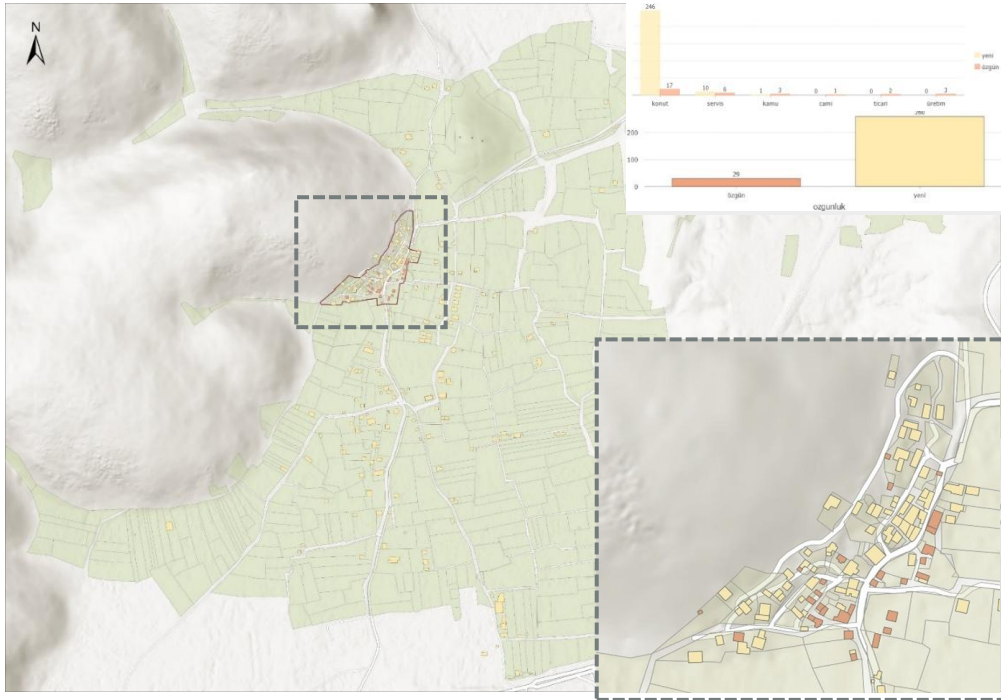 N
246
17
10
6
1
3
0
1
0
2
0
3
konut
servis
kamu
cami
ticari
üretim
yeni
özgün
200
100
0
29
özgün
yeni
ozgunluk